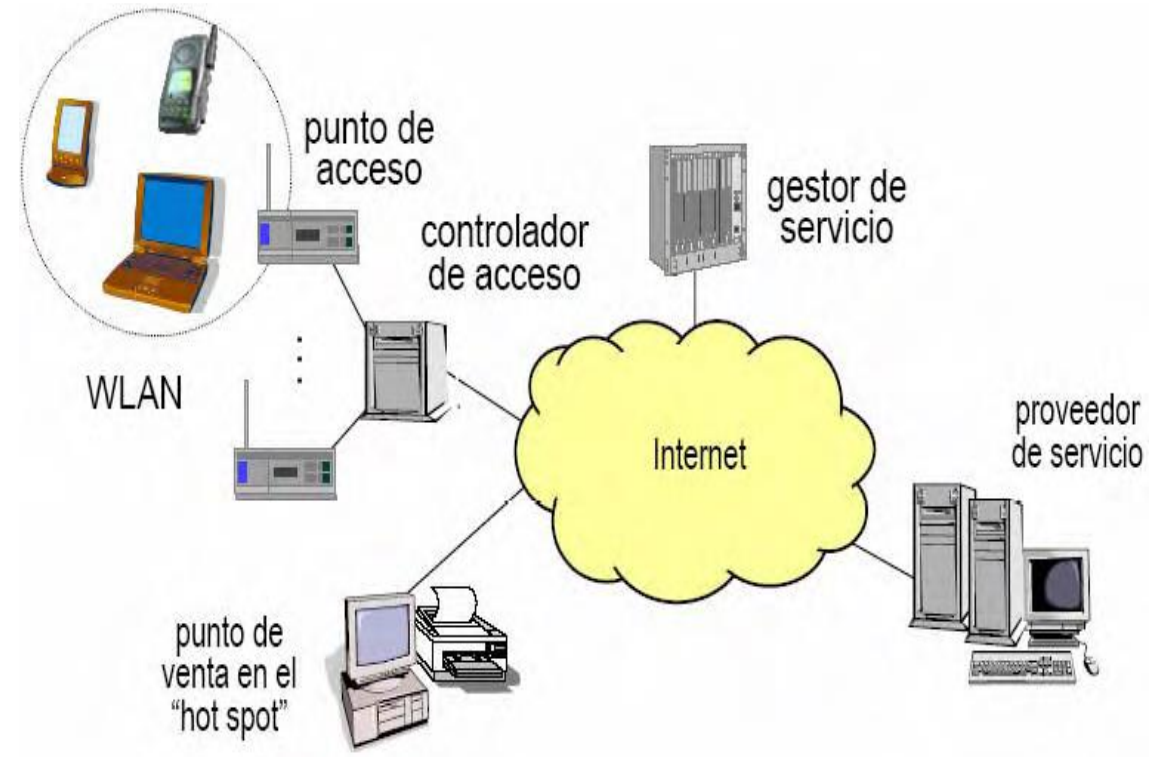 punto de
acceso
controlador
de acceso
gestor de
servicio
WLAN
Internet
proveedor
de servicio
punto de
venta en el
“hot spot”